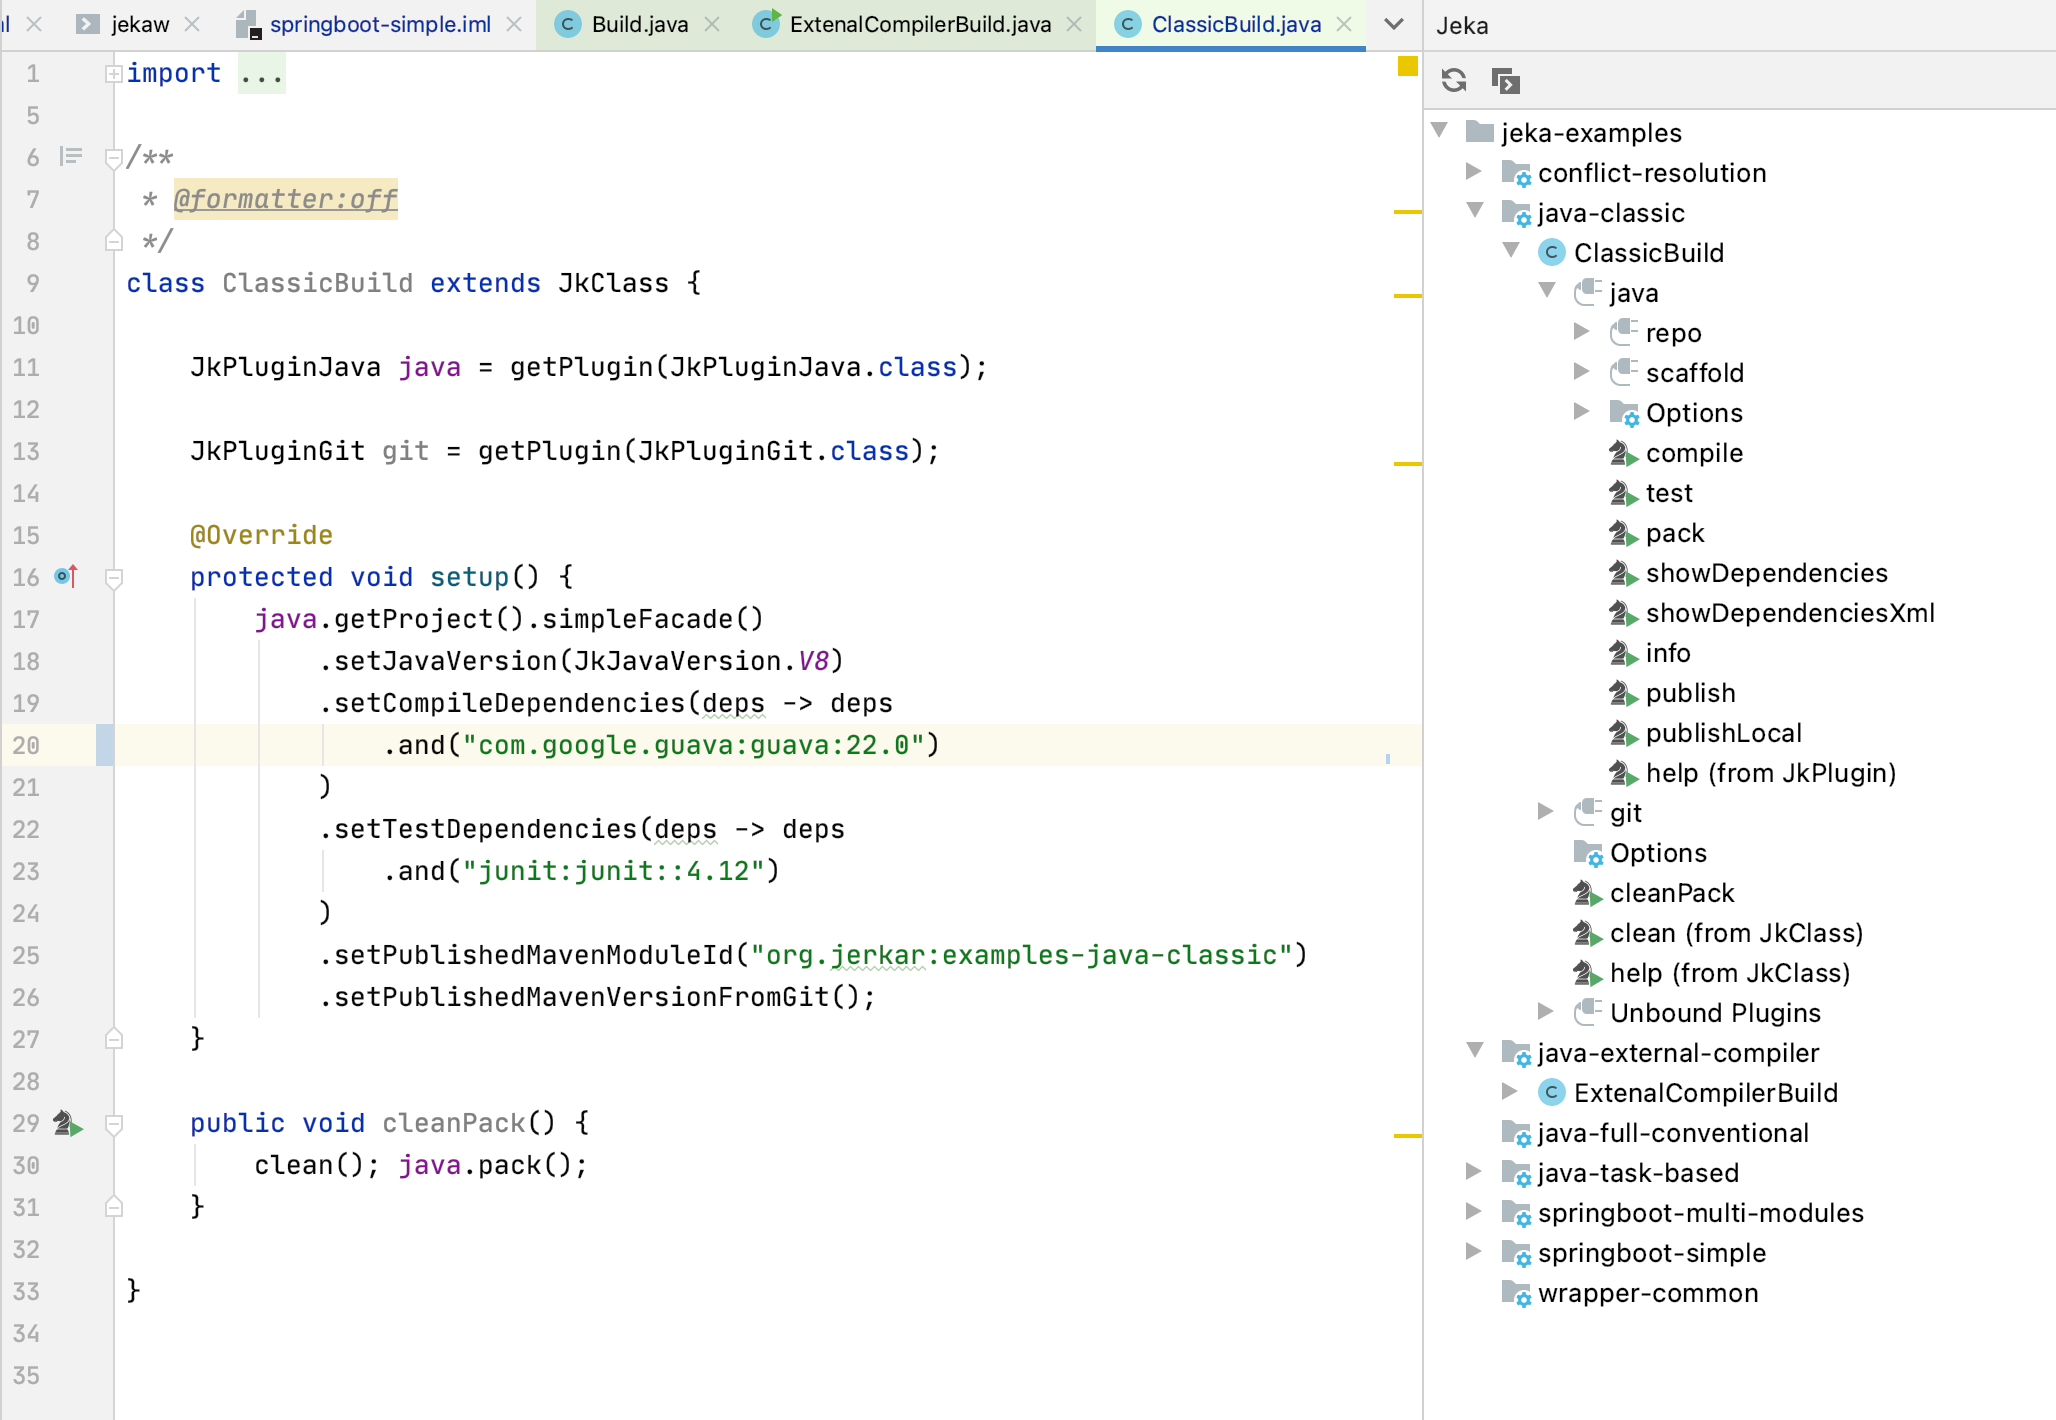 jekaw
springboot-simple.iml
Build.java
ExtenalCompilerBuild.java
ClassicBuild.java
Jeka
1 import ...
5
6 /**
7 * @formatter:off
8 */
9 class ClassicBuild extends JkClass {
10
11 JkPluginJava java = getPlugin(JkPluginJava.class);
12
13 JkPluginGit git = getPlugin(JkPluginGit.class);
14
15 @Override
16 protected void setup() {
17 java.getProject().simpleFacade()
18 .setJavaVersion(JkJavaVersion.V8)
19 .setCompileDependencies(deps -> deps
20 .and("com.google.guava:guava:22.0")
21 )
22 .setTestDependencies(deps -> deps
23 .and("junit:junit::4.12")
24 )
25 .setPublishedMavenModuleId("org.jerkar:examples-java-classic")
26 .setPublishedMavenVersionFromGit();
27 }
28
29 public void cleanPack() {
30 clean(); java.pack();
31 }
32
33 }
34
35
jeka-examples
conflict-resolution
java-classic
C ClassicBuild
java
repo
scaffold
Options
compile
test
pack
showDependencies
showDependenciesXml
info
publish
publishLocal
help (from JkPlugin)
git
Options
cleanPack
clean (from JkClass)
help (from JkClass)
Unbound Plugins
java-external-compiler
C ExtenalCompilerBuild
java-full-conventional
java-task-based
springboot-multi-modules
springboot-simple
wrapper-common